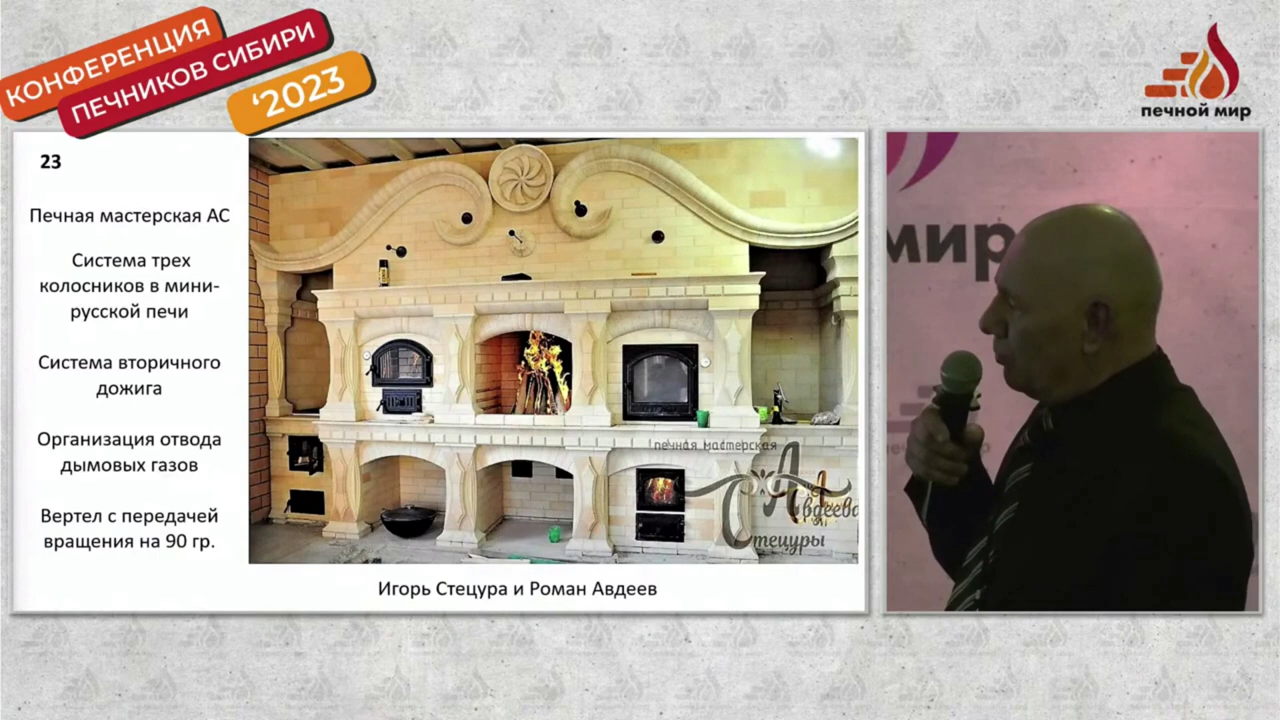 КОНФЕРЕНЦИЯ
ПЕЧНИКОВ СИБИРИ
‘2023
печной мир
23
Печная мастерская АС
Система трех
колосников в мини-
русской печи
Система вторичного
дожига
Организация отвода
дымовых газов
Вертел с передачей
вращения на 90 гр.
печная мастерская
Авдеева
Стецуры
Игорь Стецура и Роман Авдеев
мир